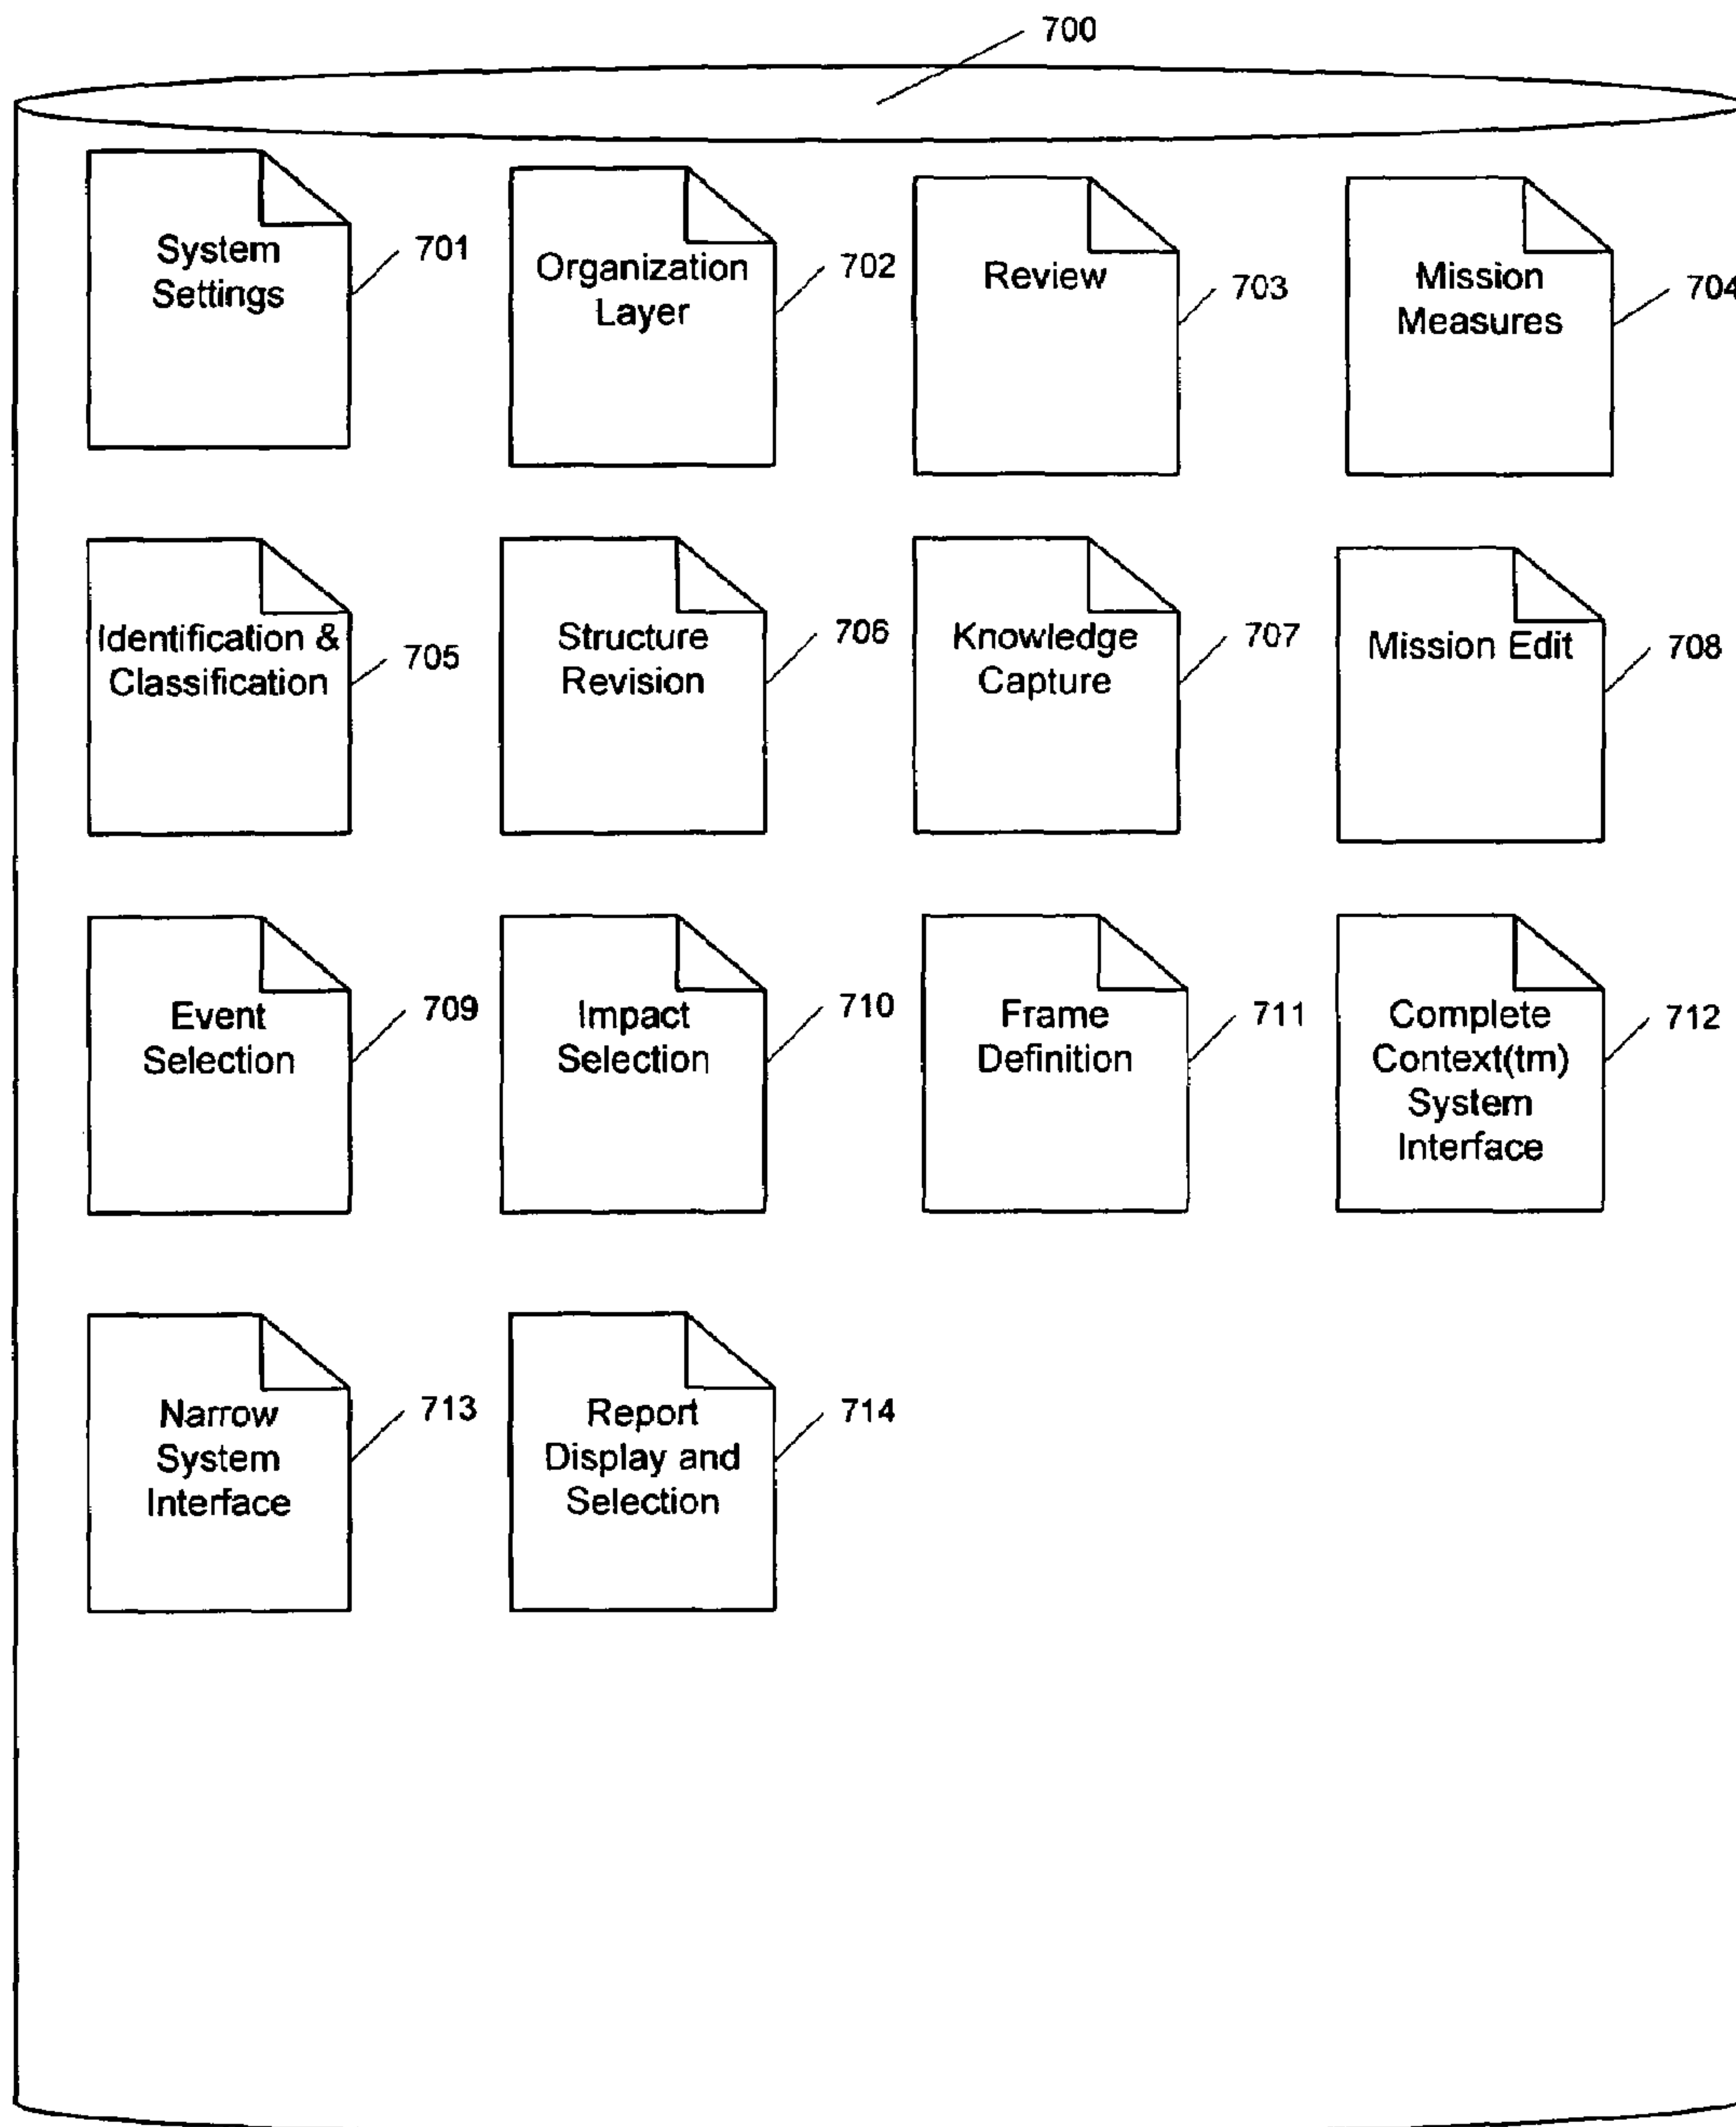 700
System
Settings
701
Organization
Layer
702
Review
703
Mission
Measures
704
Identification &
Classification
705
Structure
Revision
706
Knowledge
Capture
707
Mission Edit
708
Event
Selection
709
Impact
Selection
710
Frame
Definition
711
Complete
Context(tm)
System
Interface
712
Narrow
System
Interface
713
Report
Display and
Selection
714